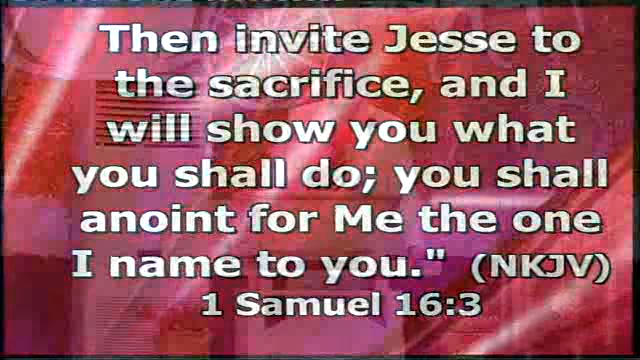 Then invite Jesse to
the sacrifice, and I
will show you what
you shall do; you shall
anoint for Me the one
I name to you." (NKJV)
1 Samuel 16:3